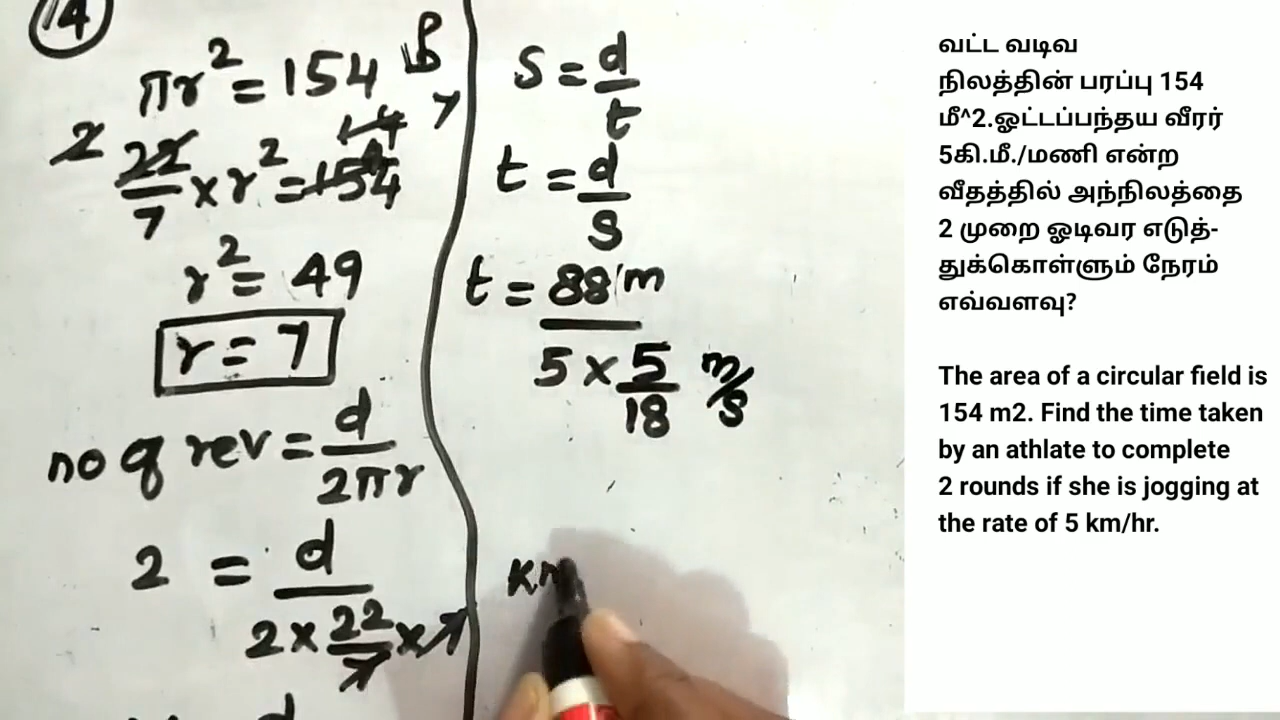 4
πr² = 154
22/7 × r² = 154
2
14
7
r² = 49
r = 7
no of rev = d/2πr
2 = d/2 × 22/7 × 7
d
s = d/t
t = d/s
t = 88 m / 5 × 5/18 m/s
வட்ட வடிவ
நிலத்தின் பரப்பு 154
மீ^2.ஓட்டப்பந்தய வீரர்
5கி.மீ./மணி என்ற
வீதத்தில் அந்நிலத்தை
2 முறை ஓடிவர எடுத்-
துக்கொள்ளும் நேரம்
எவ்வளவு?
The area of a circular field is
154 m2. Find the time taken
by an athlate to complete
2 rounds if she is jogging at
the rate of 5 km/hr.